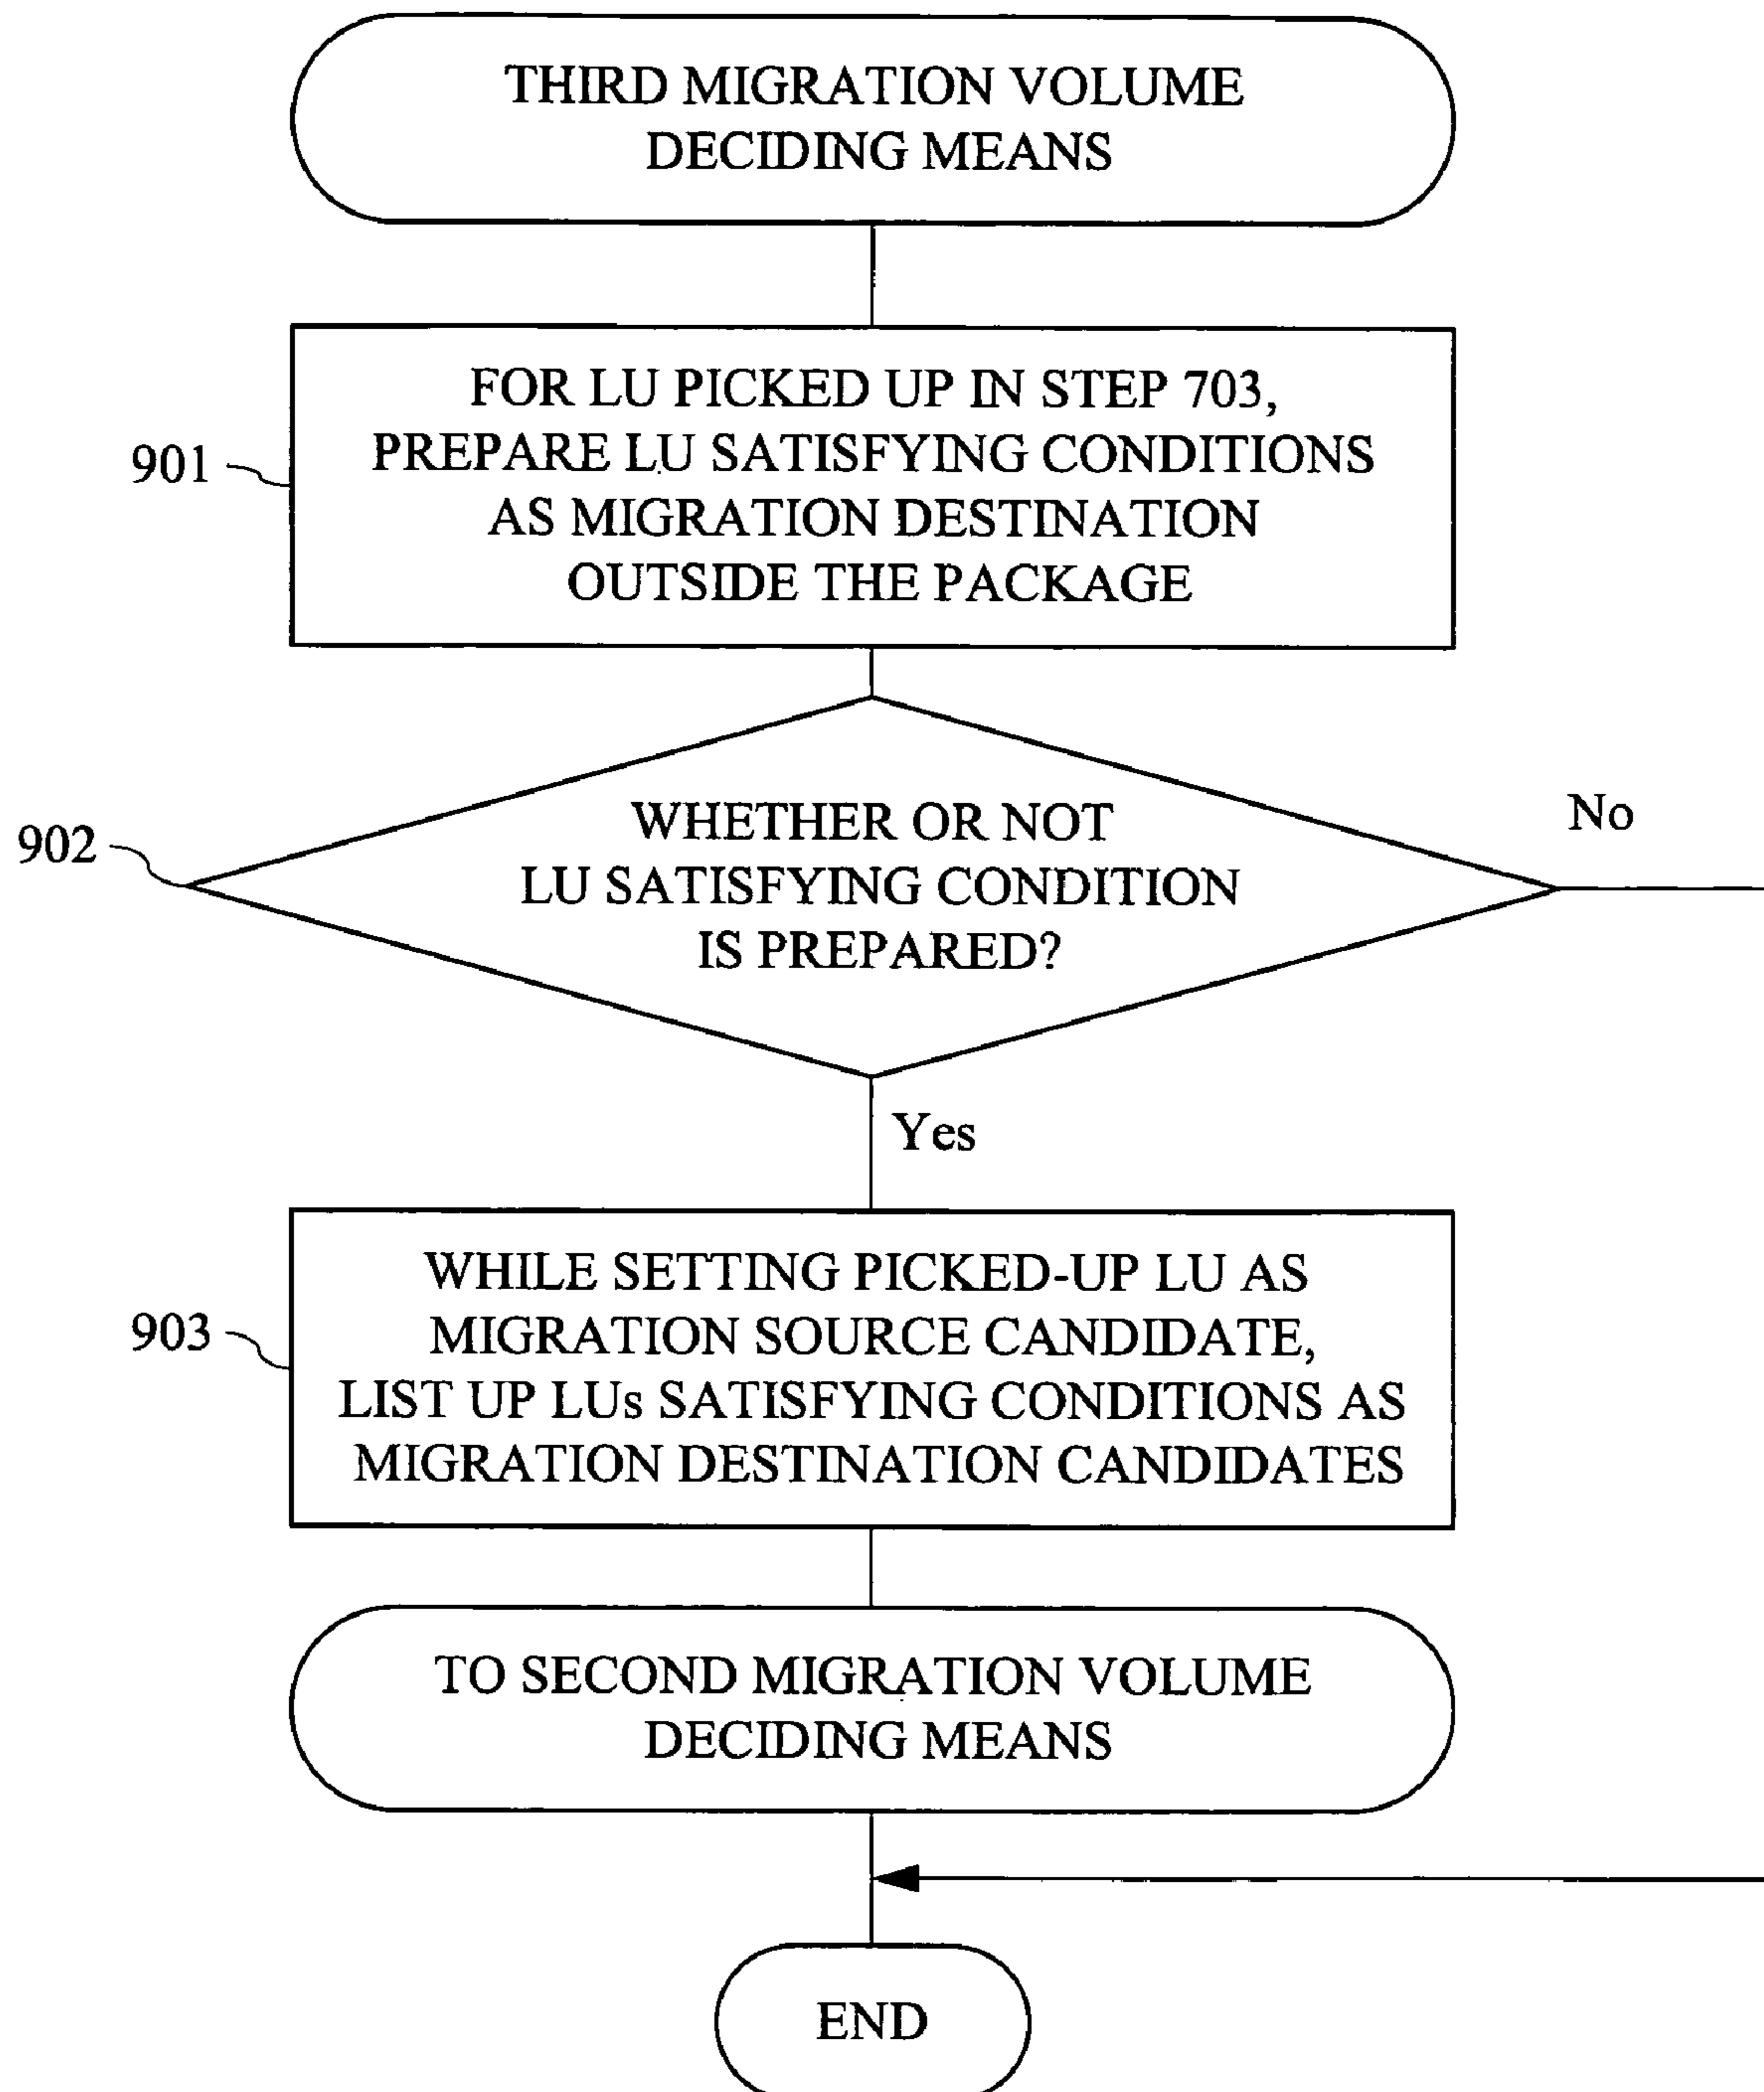 THIRD MIGRATION VOLUME
DECIDING MEANS
901
FOR LU PICKED UP IN STEP 703,
PREPARE LU SATISFYING CONDITIONS
AS MIGRATION DESTINATION
OUTSIDE THE PACKAGE
902
WHETHER OR NOT
LU SATISFYING CONDITION
IS PREPARED?
No
Yes
903
WHILE SETTING PICKED-UP LU AS
MIGRATION SOURCE CANDIDATE,
LIST UP LUs SATISFYING CONDITIONS AS
MIGRATION DESTINATION CANDIDATES
TO SECOND MIGRATION VOLUME
DECIDING MEANS
END